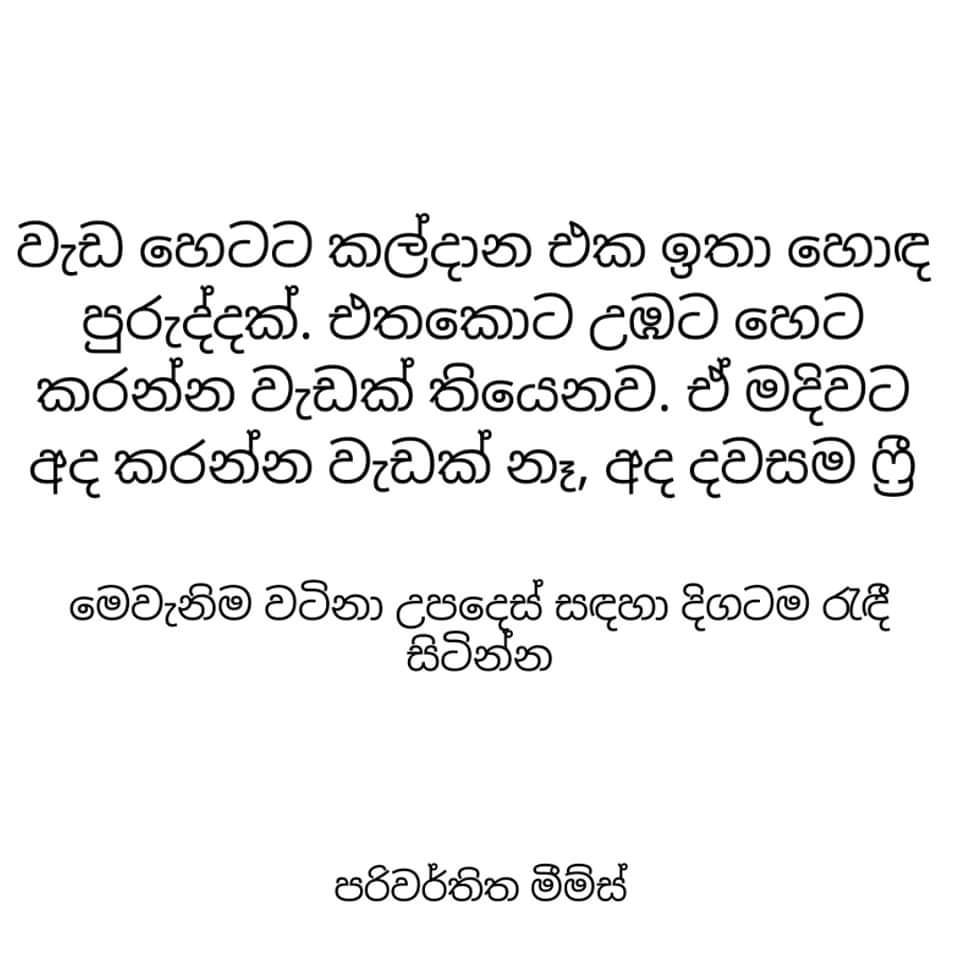 වැඩ හෙටට කල්දාන එක ඉතා හොඳ
පුරුද්දක්. එතකොට උඹට හෙට
කරන්න වැඩක් තියෙනව. ඒ මදිවට
අද කරන්න වැඩක් නෑ, අද දවසම ෆ්‍රී
මෙවැනිම වටිනා උපදෙස් සඳහා දිගටම රැඳී
සිටින්න
පරිවර්තිත මීම්ස්